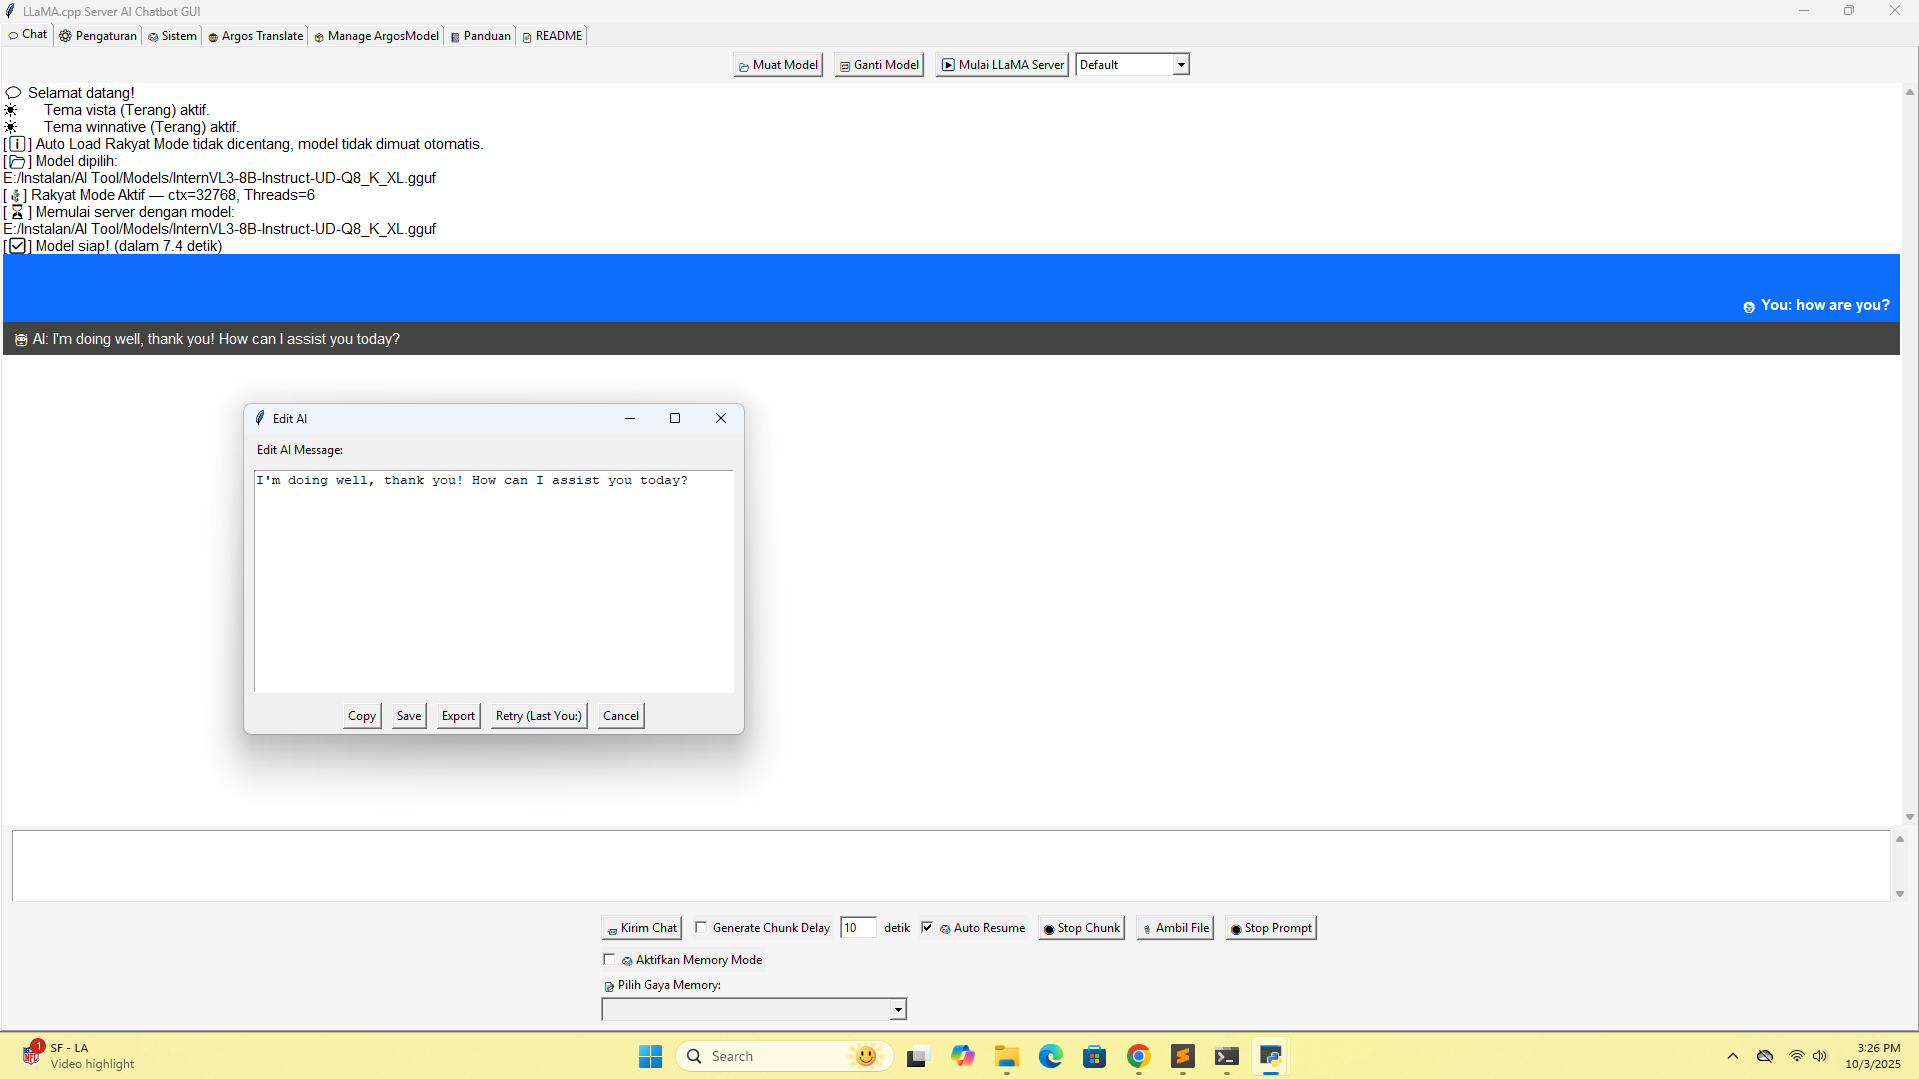 LLaMA.cpp Server AI Chatbot GUI
Chat Pengaturan Sistem Argos Translate Manage ArgosModel Panduan README
Muat Model Ganti Model Mulai LLaMA Server Default
Selamat datang!
Tema vista (Terang) aktif.
Tema winnative (Terang) aktif.
[ℹ] Auto Load Rakyat Mode tidak dicentang, model tidak dimuat otomatis.
[📂] Model dipilih:
E:/Instalan/AI Tool/Models/InternVL3-8B-Instruct-UD-Q8_K_XL.gguf
[🧃] Rakyat Mode Aktif — ctx=32768, Threads=6
[⏳] Memulai server dengan model:
E:/Instalan/AI Tool/Models/InternVL3-8B-Instruct-UD-Q8_K_XL.gguf
[✅] Model siap! (dalam 7.4 detik)
You: how are you?
AI: I'm doing well, thank you! How can I assist you today?
Edit AI
Edit AI Message:
I'm doing well, thank you! How can I assist you today?
Copy Save Export Retry (Last You:) Cancel
Kirim Chat Generate Chunk Delay 10 detik Auto Resume Stop Chunk Ambil File Stop Prompt
Aktifkan Memory Mode
Pilih Gaya Memory:
1 SF - LA
Video highlight
Search
3:26 PM
10/3/2025